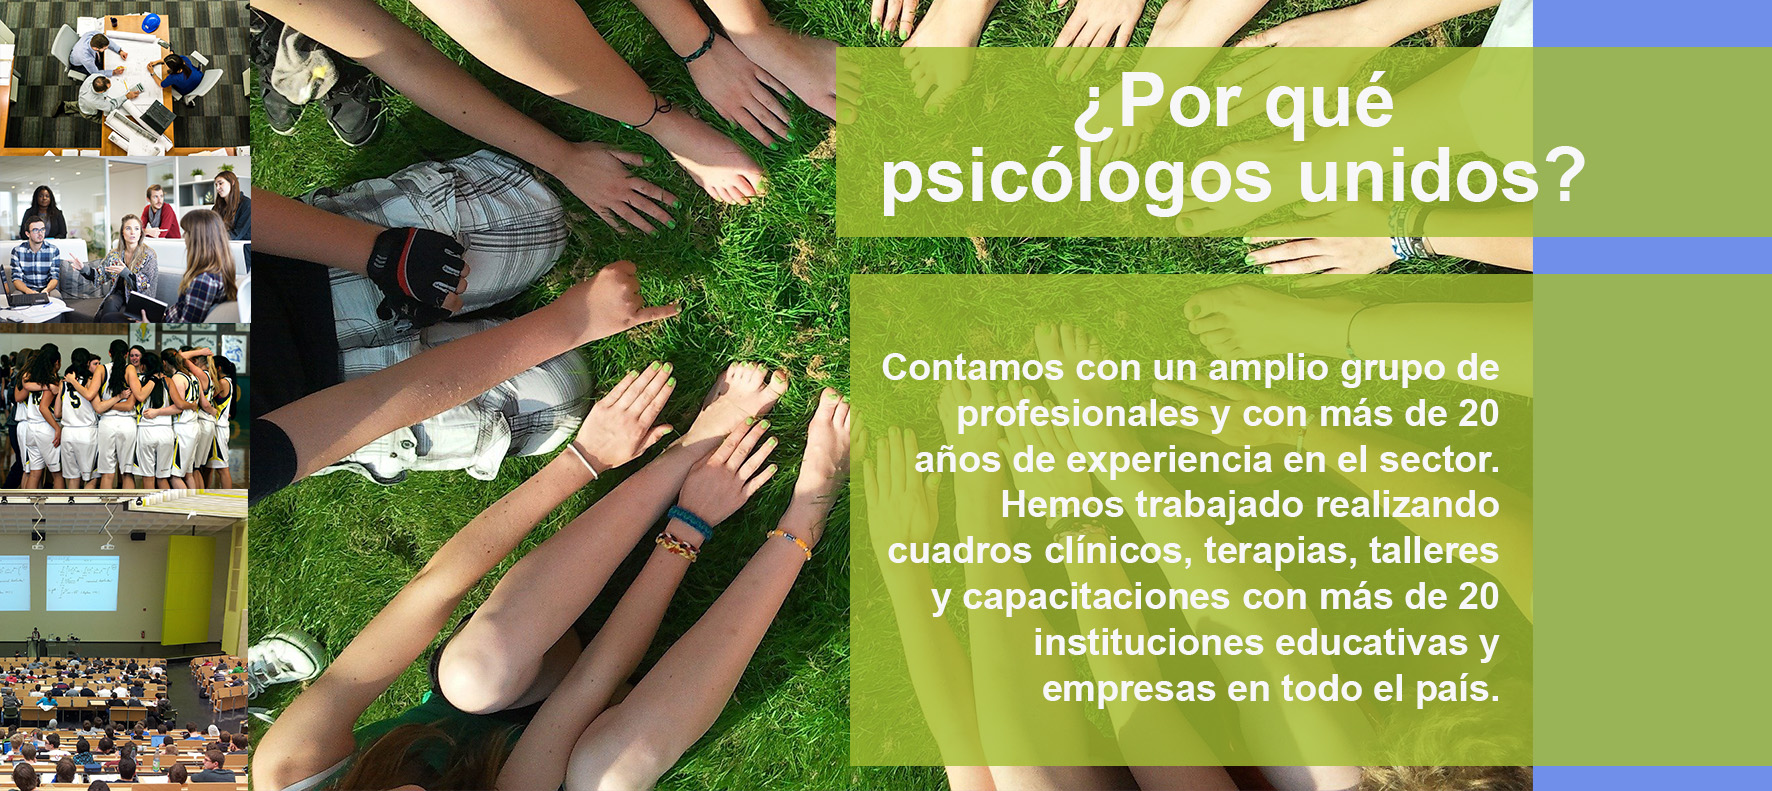 ¿Por qué
psicólogos unidos?
Contamos con un amplio grupo de
profesionales y con más de 20
años de experiencia en el sector.
Hemos trabajado realizando
cuadros clínicos, terapias, talleres
y capacitaciones con más de 20
instituciones educativas y
empresas en todo el país.